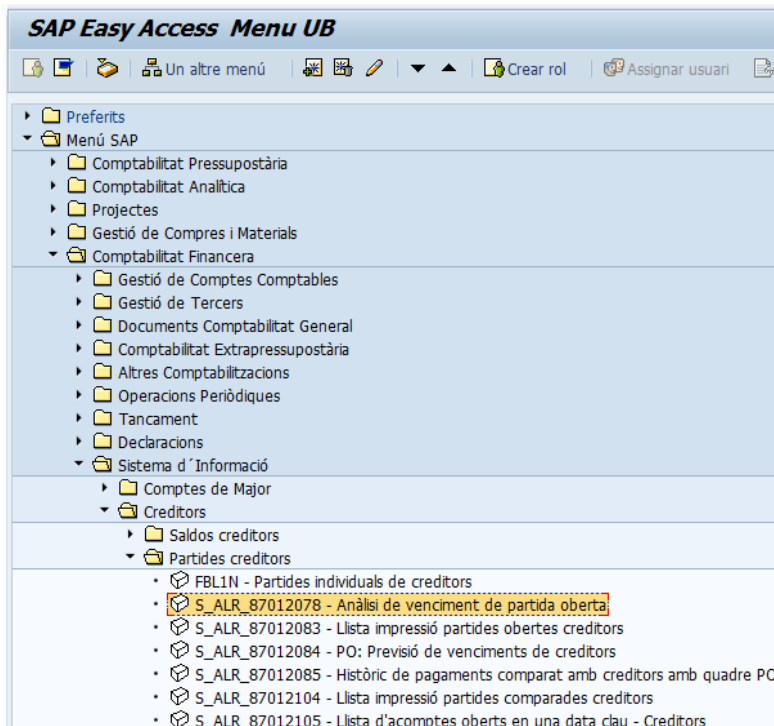 SAP Easy Access Menu UB
Un altre menú Crear rol Assignar usuari
Preferits
Menú SAP
Comptabilitat Pressupostària
Comptabilitat Analítica
Projectes
Gestió de Compres i Materials
Comptabilitat Financera
Gestió de Comptes Comptables
Gestió de Tercers
Documents Comptabilitat General
Comptabilitat Extrapressupostària
Altres Comptabilitzacions
Operacions Periòdiques
Tancament
Declaracions
Sistema d´Informació
Comptes de Major
Creditors
Saldos creditors
Partides creditors
FBL1N - Partides individuals de creditors
S_ALR_87012078 - Anàlisi de venciment de partida oberta
S_ALR_87012083 - Llista impressió partides obertes creditors
S_ALR_87012084 - PO: Previsió de venciments de creditors
S_ALR_87012085 - Històric de pagaments comparat amb creditors amb quadre PO
S_ALR_87012104 - Llista impressió partides comparades creditors
S_ALR_87012105 - Llista d'acomptes oberts en una data clau - Creditors